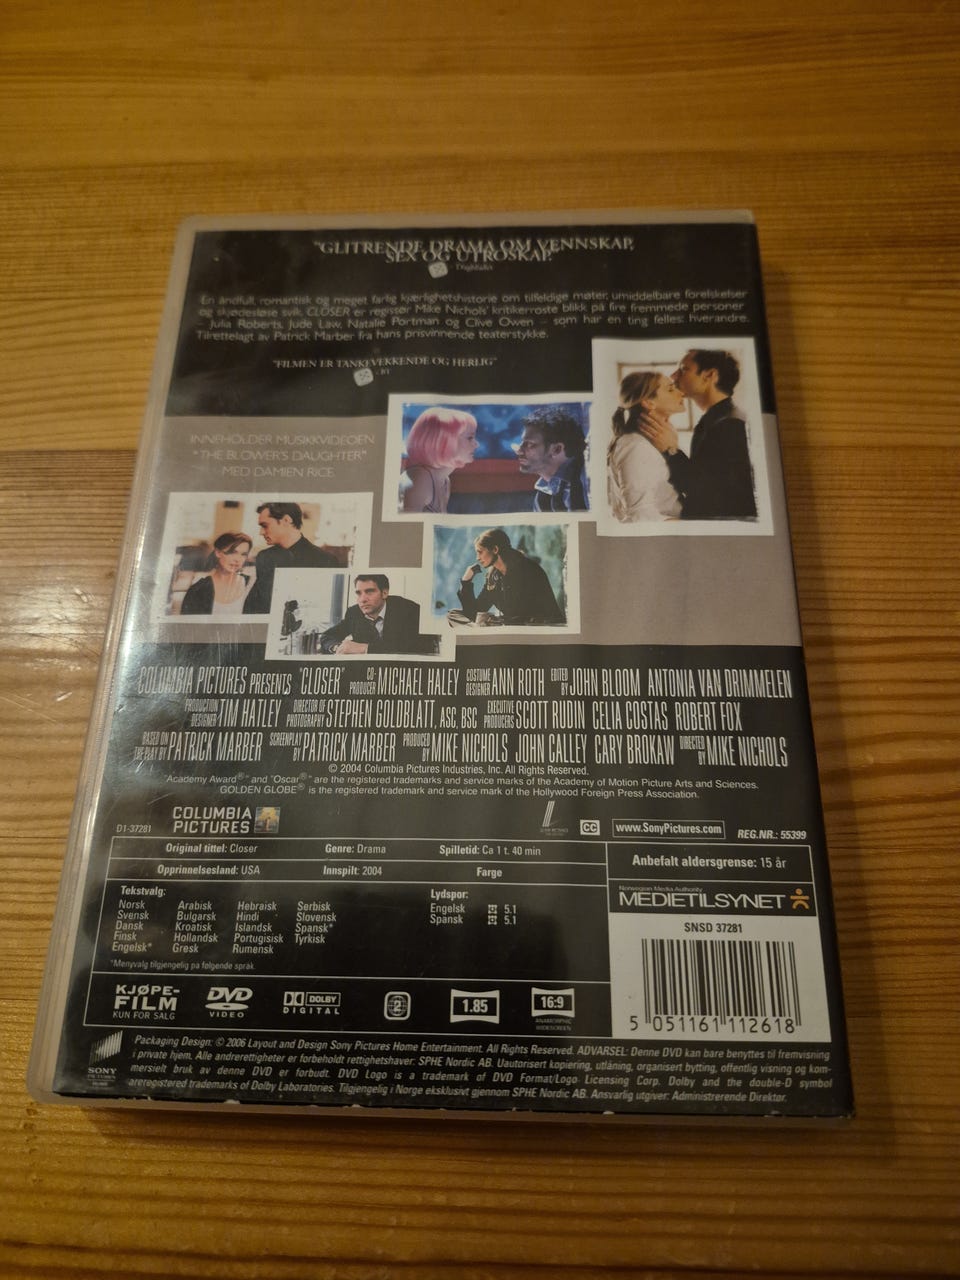 "GLITRENDE DRAMA OM VENNSKAP,
SEX OG UTROSKAP."
Dagbladet
En åndfull, romantisk og meget farlig kjærlighetshistorie om tilfeldige møter, umiddelbare forelskelser
og skjødesløse svik. CLOSER er regissør Mike Nichols' kritikerroste blikk på fire fremmede personer
– Julia Roberts, Jude Law, Natalie Portman og Clive Owen – som har en ting felles: hverandre.
Tilrettelagt av Patrick Marber fra hans prisvinnende teaterstykke.
"FILMEN ER TANKEVEKKENDE OG HERLIG"
- BT
INNEHOLDER MUSIKKVIDEOEN
"THE BLOWER'S DAUGHTER"
MED DAMIEN RICE
COLUMBIA PICTURES PRESENTS "CLOSER" CO-PRODUCER MICHAEL HALEY COSTUME DESIGNER ANN ROTH EDITED BY JOHN BLOOM ANTONIA VAN DRIMMELEN
PRODUCTION DESIGNER TIM HATLEY DIRECTOR OF PHOTOGRAPHY STEPHEN GOLDBLATT, ASC, BSC EXECUTIVE PRODUCERS SCOTT RUDIN CELIA COSTAS ROBERT FOX
BASED ON THE PLAY BY PATRICK MARBER SCREENPLAY BY PATRICK MARBER PRODUCED BY MIKE NICHOLS JOHN CALLEY CARY BROKAW DIRECTED BY MIKE NICHOLS
© 2004 Columbia Pictures Industries, Inc. All Rights Reserved.
"Academy Award®" and "Oscar®" are the registered trademarks and service marks of the Academy of Motion Picture Arts and Sciences.
GOLDEN GLOBE® is the registered trademark and service mark of the Hollywood Foreign Press Association.
COLUMBIA
PICTURES
CC
www.SonyPictures.com
D1-37281
REG.NR.: 55399
Original tittel: Closer Genre: Drama Spilletid: Ca 1 t. 40 min
Opprinnelsesland: USA Innspilt: 2004 Farge
Anbefalt aldersgrense: 15 år
Norwegian Media Authority
MEDIETILSYNET
Tekstvalg:
Norsk Arabisk Hebraisk Serbisk
Svensk Bulgarsk Hindi Slovensk
Dansk Kroatisk Islandsk Spansk*
Finsk Hollandsk Portugisisk Tyrkisk
Engelsk* Gresk Rumensk
*Menyvalg tilgjengelig på følgende språk.
Lydspor:
Engelsk 5.1
Spansk 5.1
SNSD 37281
5 051161 112618
KJØPE-
FILM
KUN FOR SALG
DVD
VIDEO
DOLBY
DIGITAL
2
1.85
16:9
ANAMORPHIC
WIDESCREEN
SONY
PICTURES
Packaging Design: © 2006 Layout and Design Sony Pictures Home Entertainment. All Rights Reserved. ADVARSEL: Denne DVD kan bare benyttes til fremvisning
i private hjem. Alle andrerettigheter er forbeholdt rettighetshaver: SPHE Nordic AB. Uautorisert kopiering, utlåning, organisert bytting, offentlig visning og kom-
mersielt bruk av denne DVD er forbudt. DVD Logo is a trademark of DVD Format/Logo Licensing Corp. Dolby and the double-D symbol
areregistered trademarks of Dolby Laboratories. Tilgjengelig i Norge eksklusivt gjennom SPHE Nordic AB. Ansvarlig utgiver: Administrerende Direktør.